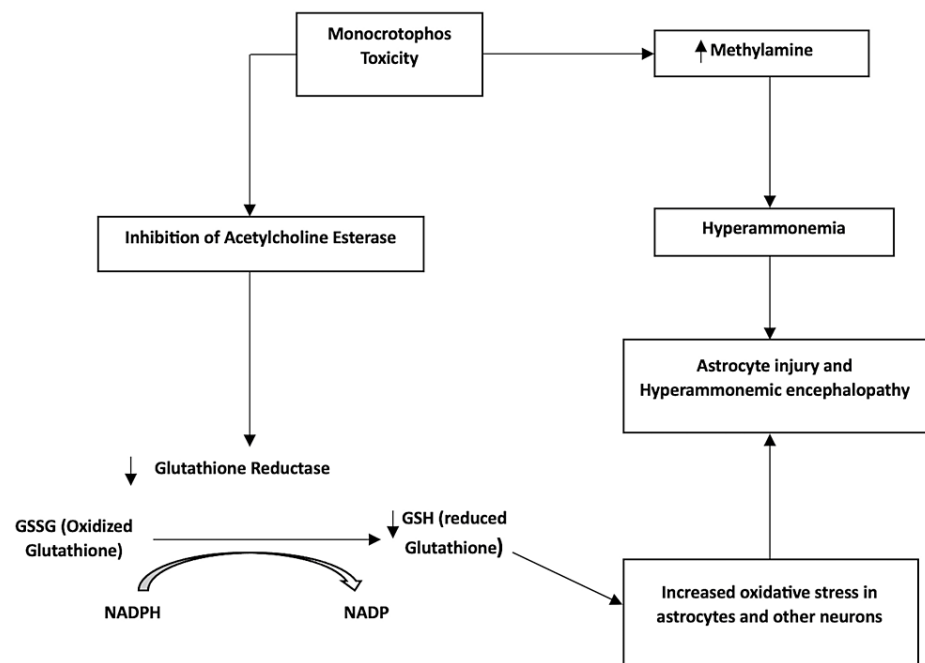 Monocrotophos
Toxicity
Methylamine
Inhibition of Acetylcholine Esterase
Hyperammonemia
Astrocyte injury and
Hyperammonemic encephalopathy
Glutathione Reductase
GSSG (Oxidized
Glutathione)
GSH (reduced
Glutathione)
NADPH
NADP
Increased oxidative stress in
astrocytes and other neurons